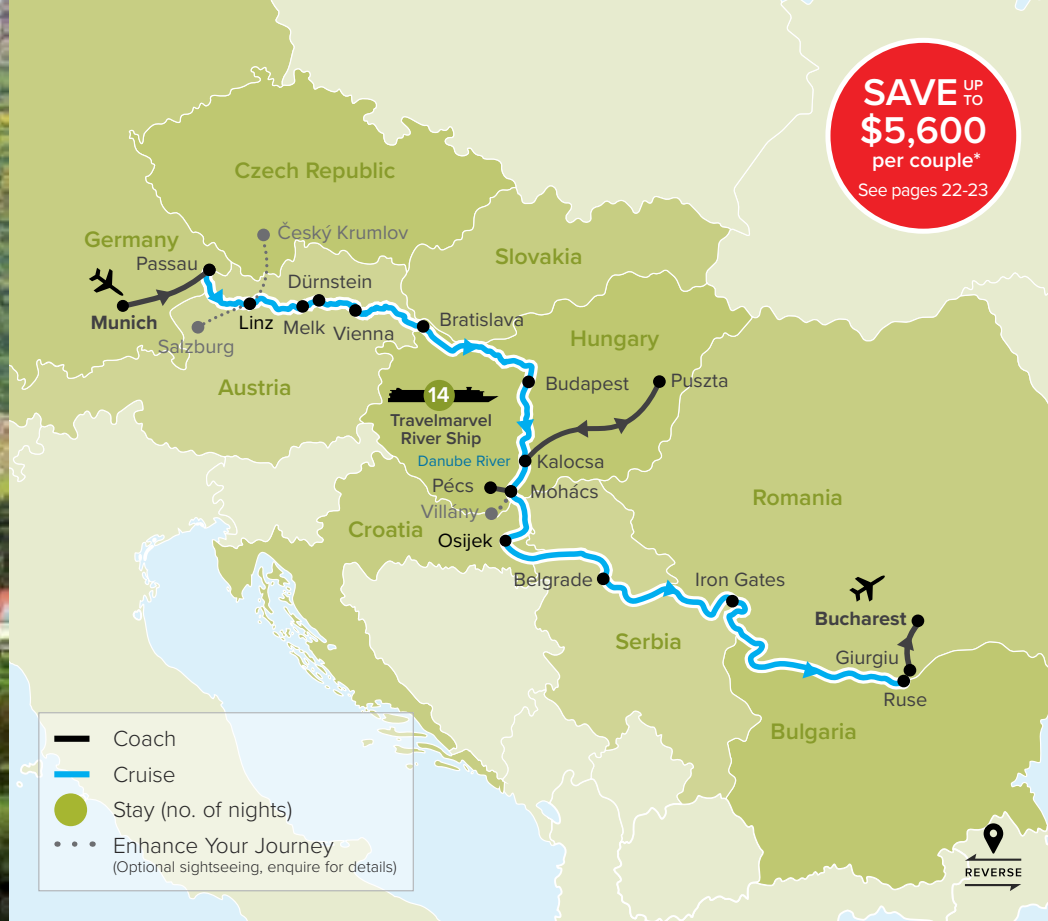 SAVE UP TO
$5,600
per couple*
See pages 22-23
Czech Republic
Český Krumlov
Germany
Passau
Slovakia
Dürnstein
Munich
Linz
Melk
Vienna
Bratislava
Salzburg
Hungary
Austria
Budapest
Puszta
14
Travelmarvel
River Ship
Danube River
Kalocsa
Pécs
Mohács
Villány
Romania
Croatia
Osijek
Belgrade
Iron Gates
Bucharest
Serbia
Giurgiu
Ruse
Bulgaria
Coach
Cruise
Stay (no. of nights)
Enhance Your Journey
(Optional sightseeing, enquire for details)
REVERSE